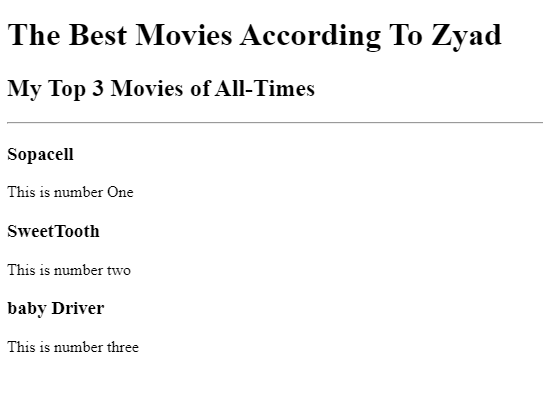 The Best Movies According To Zyad
My Top 3 Movies of All-Times
Sopacell
This is number One
SweetTooth
This is number two
baby Driver
This is number three